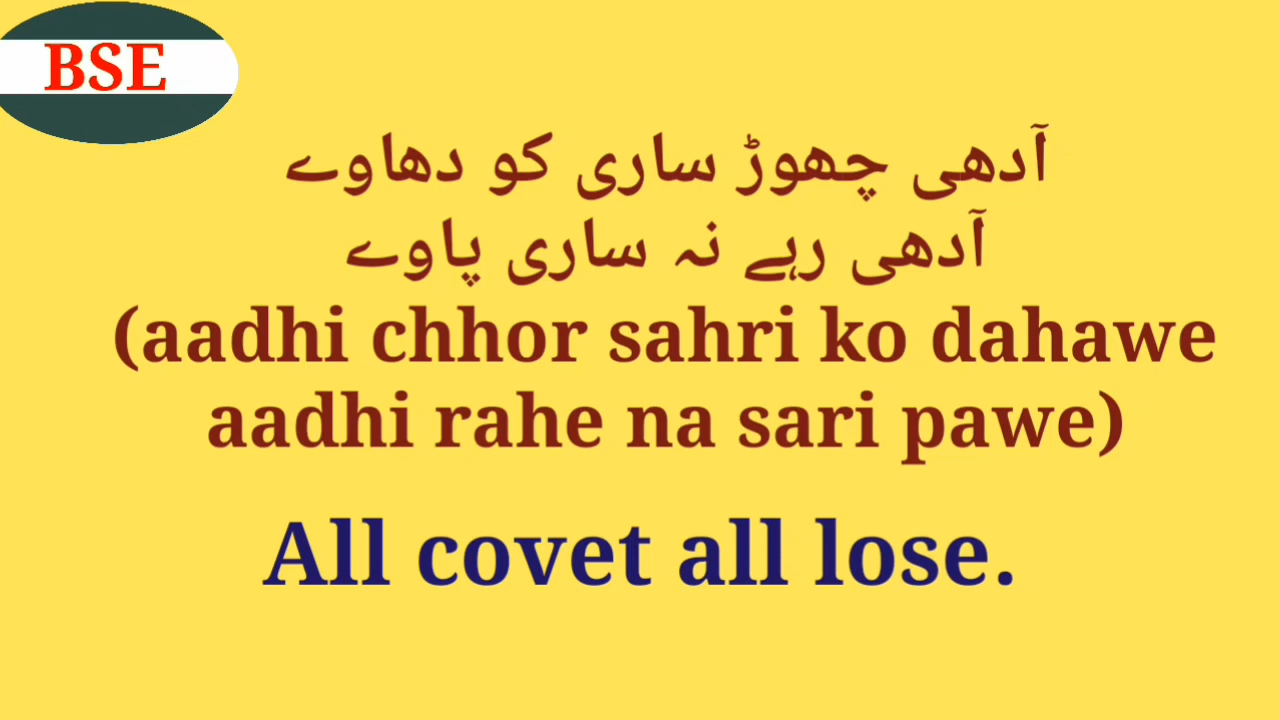 BSE
آدھی چھوڑ ساری کو دھاوے
آدھی رہے نہ ساری پاوے
(aadhi chhor sahri ko dahawe
aadhi rahe na sari pawe)
All covet all lose.